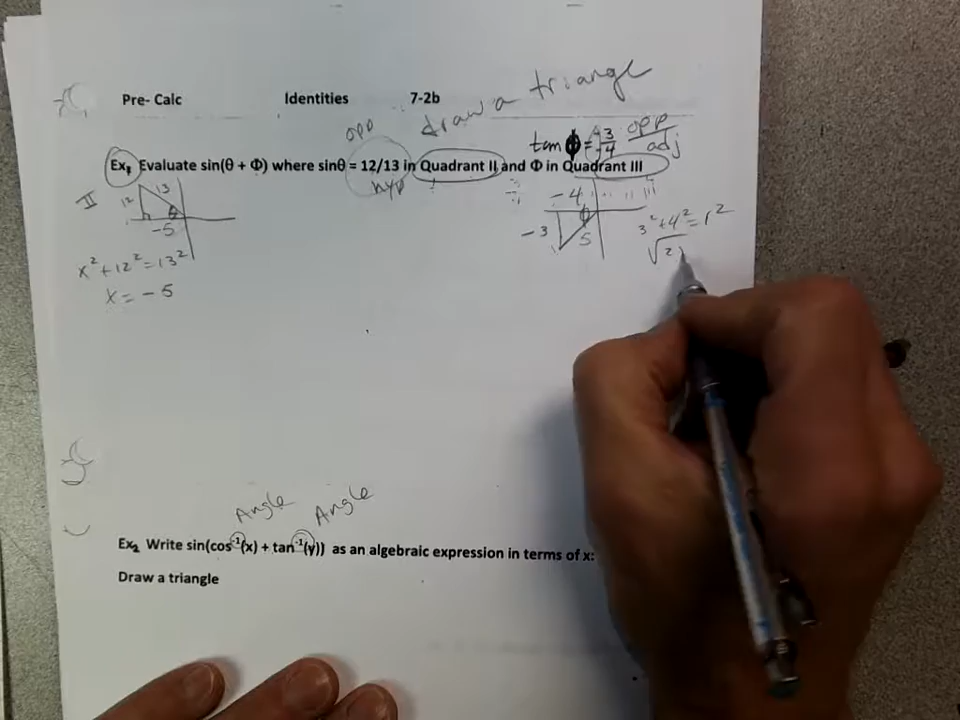 draw a triangle
Pre- Calc Identities 7-2b
opp
tan Φ = -3/-4 opp/adj
Ex1 Evaluate sin(θ + Φ) where sinθ = 12/13 in Quadrant II and Φ in Quadrant III
hyp
II 12 13 θ -5
-4 -3 Φ 5
3² + 4² = r²
x² + 12² = 13²
x = -5
Angle Angle
Ex2 Write sin(cos⁻¹(x) + tan⁻¹(y)) as an algebraic expression in terms of x:
Draw a triangle